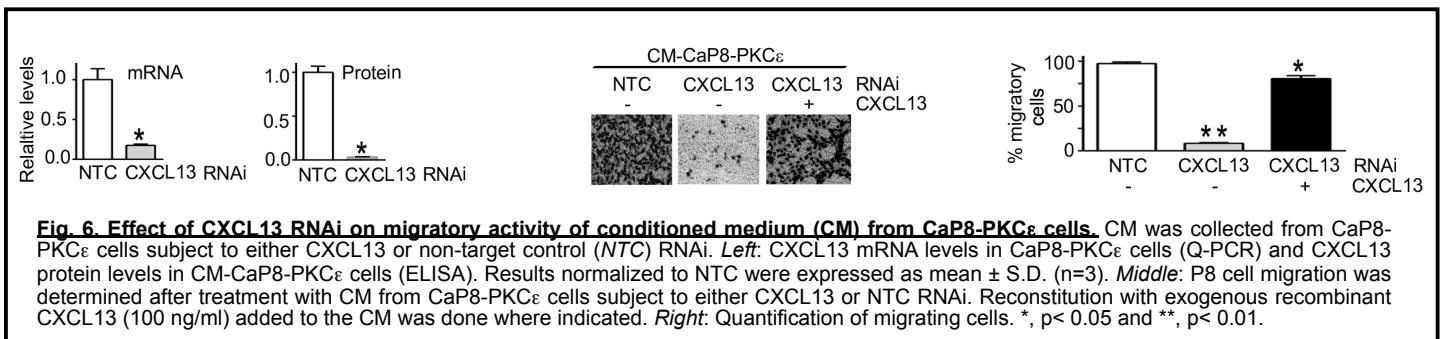 CM-CaP8-PKCε
mRNA
Protein
NTC CXCL13 CXCL13 RNAi
- - + CXCL13
Relaltive levels
1.0
0.5
0.0
*
NTC CXCL13 RNAi
1.0
0.5
0.0
*
NTC CXCL13 RNAi
% migratory
cells
100
50
0
**
*
NTC CXCL13 CXCL13 RNAi
- - + CXCL13
Fig. 6. Effect of CXCL13 RNAi on migratory activity of conditioned medium (CM) from CaP8-PKCε cells. CM was collected from CaP8-
PKCε cells subject to either CXCL13 or non-target control (NTC) RNAi. Left: CXCL13 mRNA levels in CaP8-PKCε cells (Q-PCR) and CXCL13
protein levels in CM-CaP8-PKCε cells (ELISA). Results normalized to NTC were expressed as mean ± S.D. (n=3). Middle: P8 cell migration was
determined after treatment with CM from CaP8-PKCε cells subject to either CXCL13 or NTC RNAi. Reconstitution with exogenous recombinant
CXCL13 (100 ng/ml) added to the CM was done where indicated. Right: Quantification of migrating cells. *, p< 0.05 and **, p< 0.01.